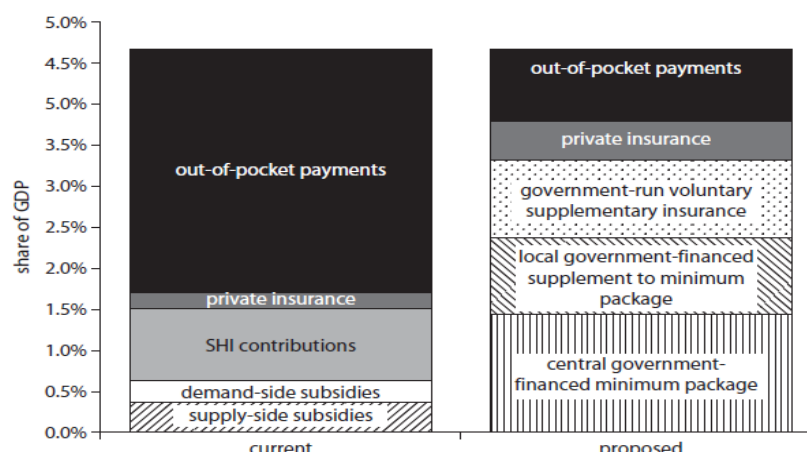 5.0%
4.5%
5.0%
3.5%
3.0%
2.5%
2.0%
1.5%
1.0%
0.5%
0.0%
share of GDP
out-of-pocket payments
private insurance
SHI contributions
demand-side subsidies
supply-side subsidies
current
out-of-pocket payments
private insurance
government-run voluntary
supplementary insurance
local government-financed
supplement to minimum
package
central government-
financed minimum package
proposed